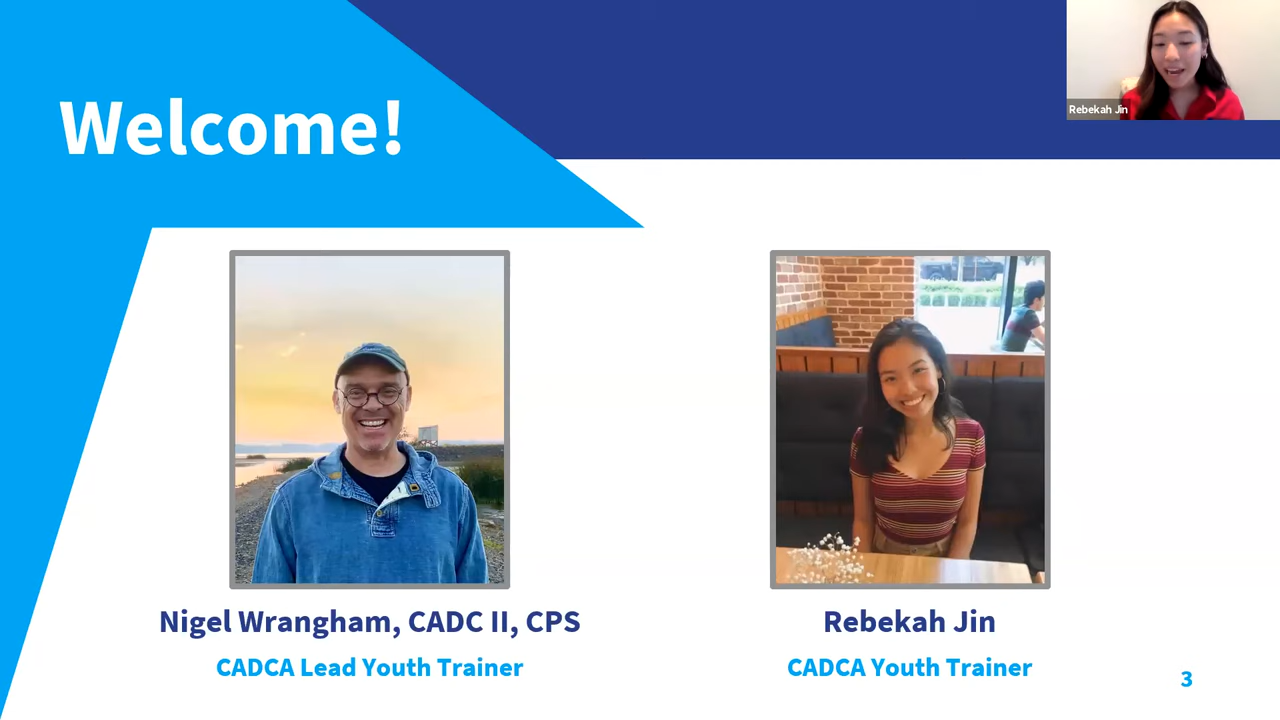 Welcome!
Rebekah Jin
Nigel Wrangham, CADC II, CPS
CADCA Lead Youth Trainer
Rebekah Jin
CADCA Youth Trainer
3